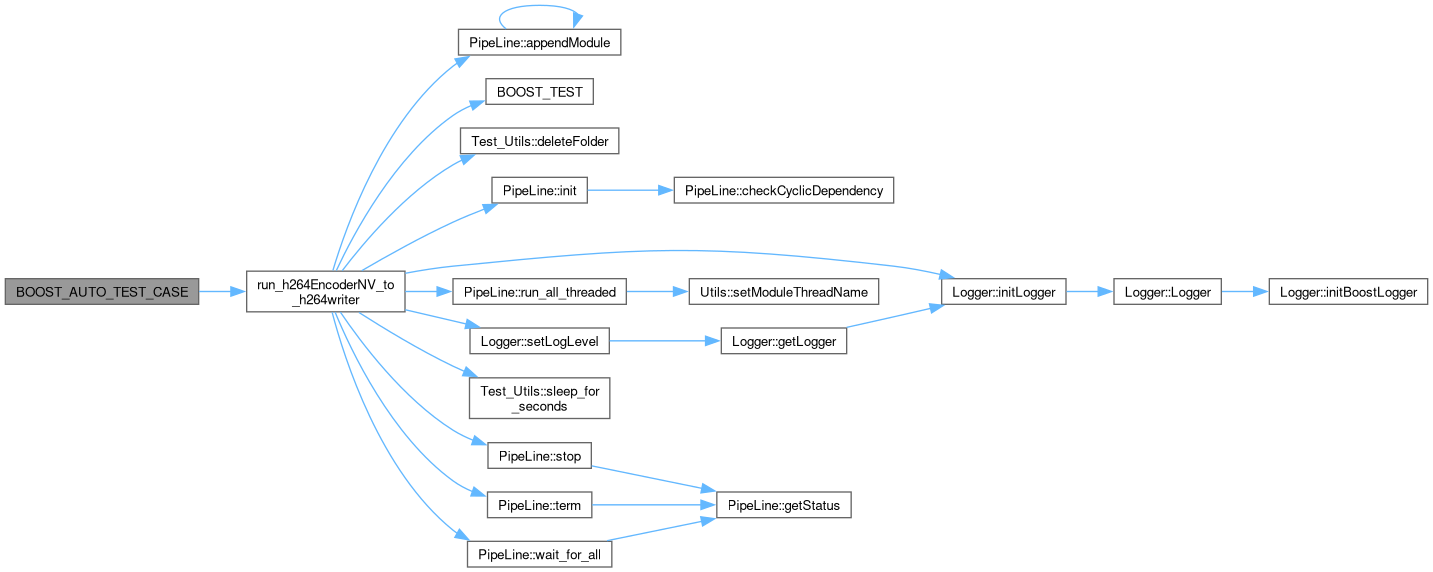 PipeLine::appendModule
BOOST_TEST
Test_Utils::deleteFolder
PipeLine::init
PipeLine::checkCyclicDependency
BOOST_AUTO_TEST_CASE
run_h264EncoderNV_to
_h264writer
PipeLine::run_all_threaded
Utils::setModuleThreadName
Logger::initLogger
Logger::Logger
Logger::initBoostLogger
Logger::setLogLevel
Logger::getLogger
Test_Utils::sleep_for
_seconds
PipeLine::stop
PipeLine::term
PipeLine::getStatus
PipeLine::wait_for_all